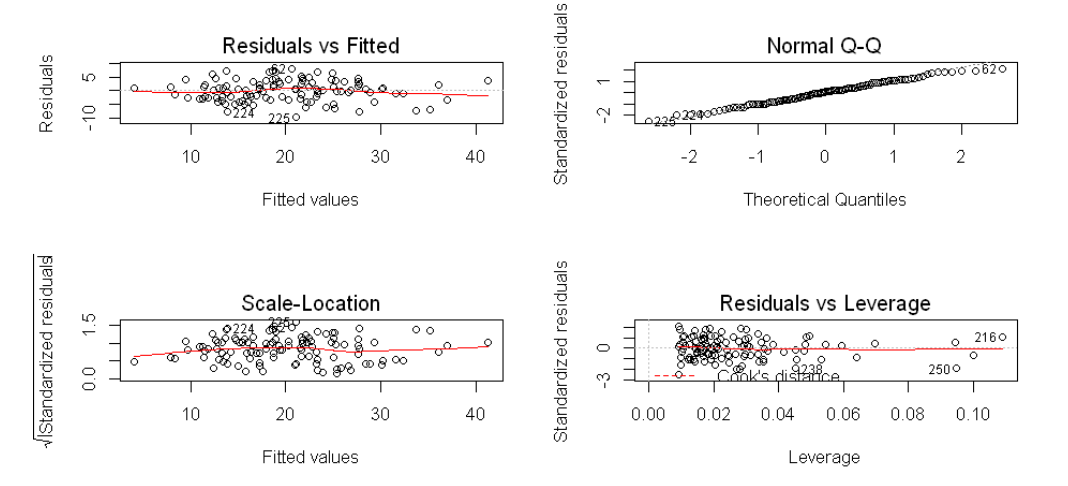 Residuals vs Fitted
Residuals
5
-10
62
224
225
10 20 30 40
Fitted values
Normal Q-Q
Standardized residuals
1
-2
62
224
225
-2 -1 0 1 2
Theoretical Quantiles
Scale-Location
√|Standardized residuals|
1.5
0.0
225
224
62
10 20 30 40
Fitted values
Residuals vs Leverage
Standardized residuals
0
-3
216
250
238
Cook's distance
0.00 0.02 0.04 0.06 0.08 0.10
Leverage